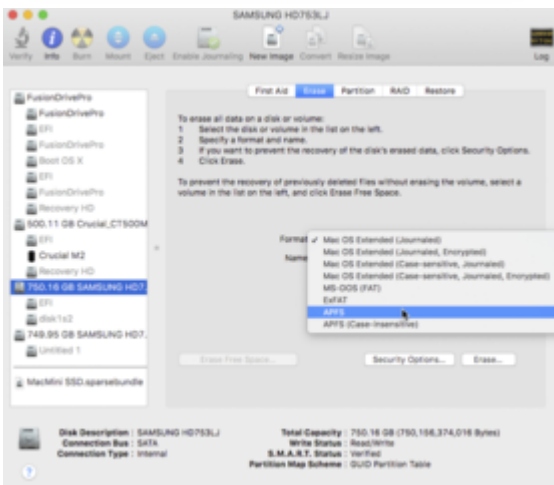 SAMSUNG HD753LJ
Verify Info Burn Mount Eject Enable Journaling New Image Convert Resize Image Log
First Aid Erase Partition RAID Restore
FusionDrivePro
FusionDrivePro
EFI
FusionDrivePro
Boot OS X
EFI
FusionDrivePro
Recovery HD
500.11 GB Crucial_CT500M
EFI
Crucial M2
Recovery HD
750.16 GB SAMSUNG HD7.
EFI
disk1s2
749.95 GB SAMSUNG HD7.
Untitled 1
MacMini SSD.sparsebundle
To erase all data on a disk or volume:
1 Select the disk or volume in the list on the left.
2 Specify a format and name.
3 If you want to prevent the recovery of the disk's erased data, click Security Options.
4 Click Erase.
To prevent the recovery of previously deleted files without erasing the volume, select a
volume in the list on the left, and click Erase Free Space.
Format
✓ Mac OS Extended (Journaled)
Name
Mac OS Extended (Journaled, Encrypted)
Mac OS Extended (Case-sensitive, Journaled)
Mac OS Extended (Case-sensitive, Journaled, Encrypted)
MS-DOS (FAT)
ExFAT
APFS
APFS (Case-insensitive)
Erase Free Space... Security Options... Erase...
Disk Description : SAMSUNG HD753LJ
Connection Bus : SATA
Connection Type : Internal
Total Capacity : 750.16 GB (750,156,374,016 Bytes)
Write Status : Read/Write
S.M.A.R.T. Status : Verified
Partition Map Scheme : GUID Partition Table
?